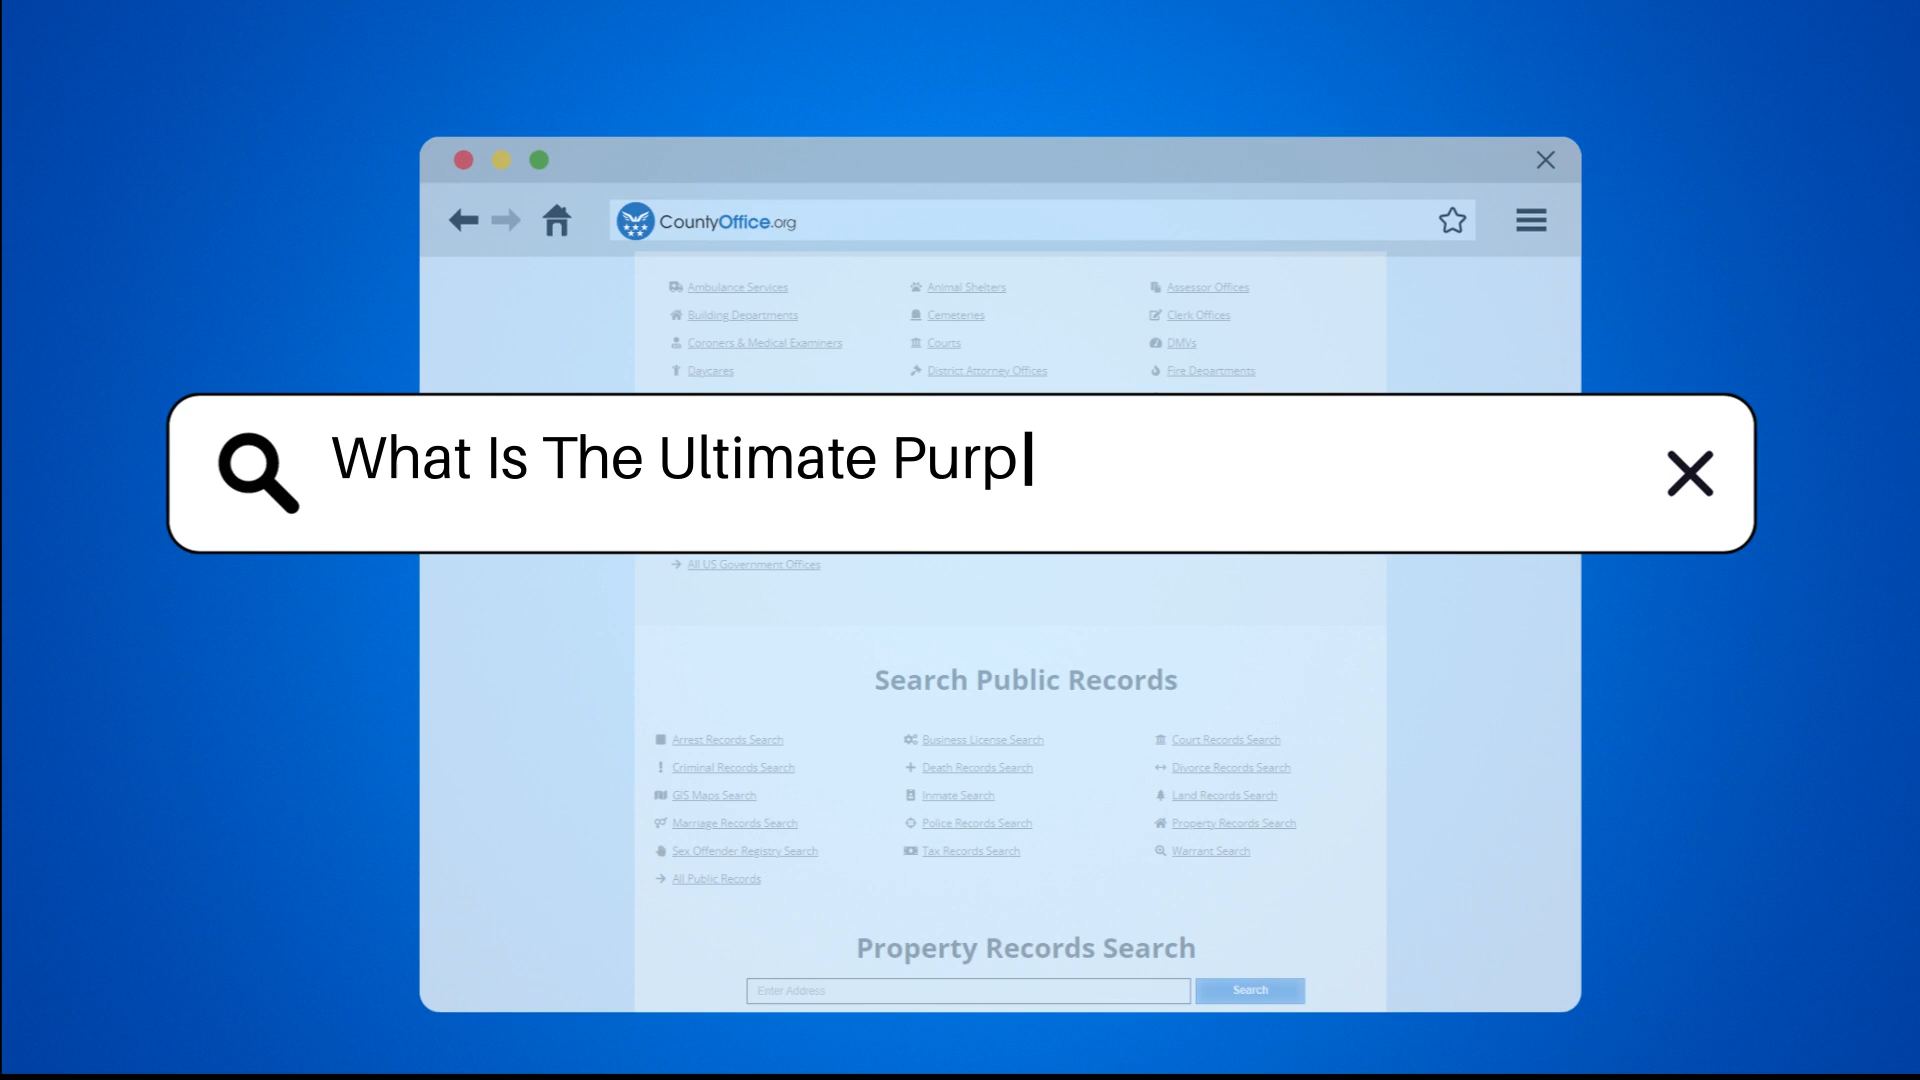 CountyOffice.org
Ambulance Services Animal Shelters Assessor Offices
Building Departments Cemeteries Clerk Offices
Coroners & Medical Examiners Courts DMVs
Daycares District Attorney Offices Fire Departments
What Is The Ultimate Purp
All US Government Offices
Search Public Records
Arrest Records Search Business License Search Court Records Search
Criminal Records Search Death Records Search Divorce Records Search
GIS Maps Search Inmate Search Land Records Search
Marriage Records Search Police Records Search Property Records Search
Sex Offender Registry Search Tax Records Search Warrant Search
All Public Records
Property Records Search
Enter Address Search